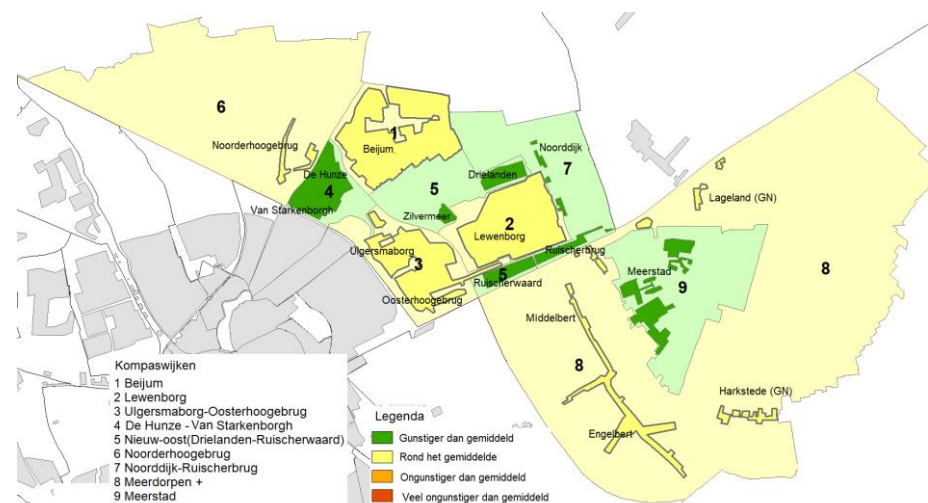 6
Noorderhoogebrug
1
Beijum
De Hunze
4
Van Starkenborgh
5
Drielanden
Noorddijk
7
Zilvermeer
2
Lewenborg
Lageland (GN)
Ulgersmaborg
3
Ruischerbrug
5
Ruischerwaard
Meerstad
9
8
Oosterhoogebrug
Middelbert
8
Harkstede (GN)
Engelbert
Kompaswijken
1 Beijum
2 Lewenborg
3 Ulgersmaborg-Oosterhoogebrug
4 De Hunze - Van Starkenborgh
5 Nieuw-oost(Drielanden-Ruischerwaard)
6 Noorderhoogebrug
7 Noorddijk-Ruischerbrug
8 Meerdorpen +
9 Meerstad
Legenda
Gunstiger dan gemiddeld
Rond het gemiddelde
Ongunstiger dan gemiddeld
Veel ongunstiger dan gemiddeld